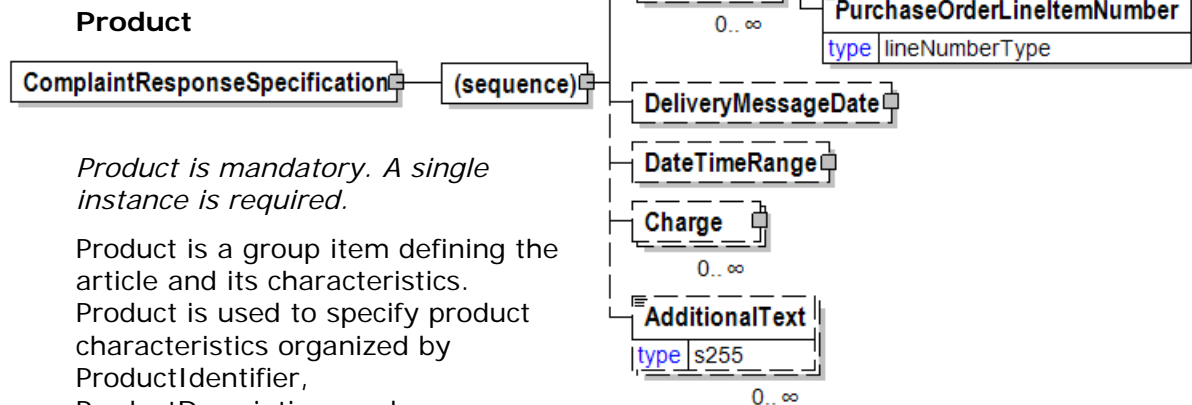 Product
ComplaintResponseSpecification
(sequence)
0.. ∞
PurchaseOrderLineItemNumber
type lineNumberType
DeliveryMessageDate
DateTimeRange
Charge
0.. ∞
AdditionalText
type s255
0.. ∞
Product is mandatory. A single
instance is required.
Product is a group item defining the
article and its characteristics.
Product is used to specify product
characteristics organized by
ProductIdentifier,